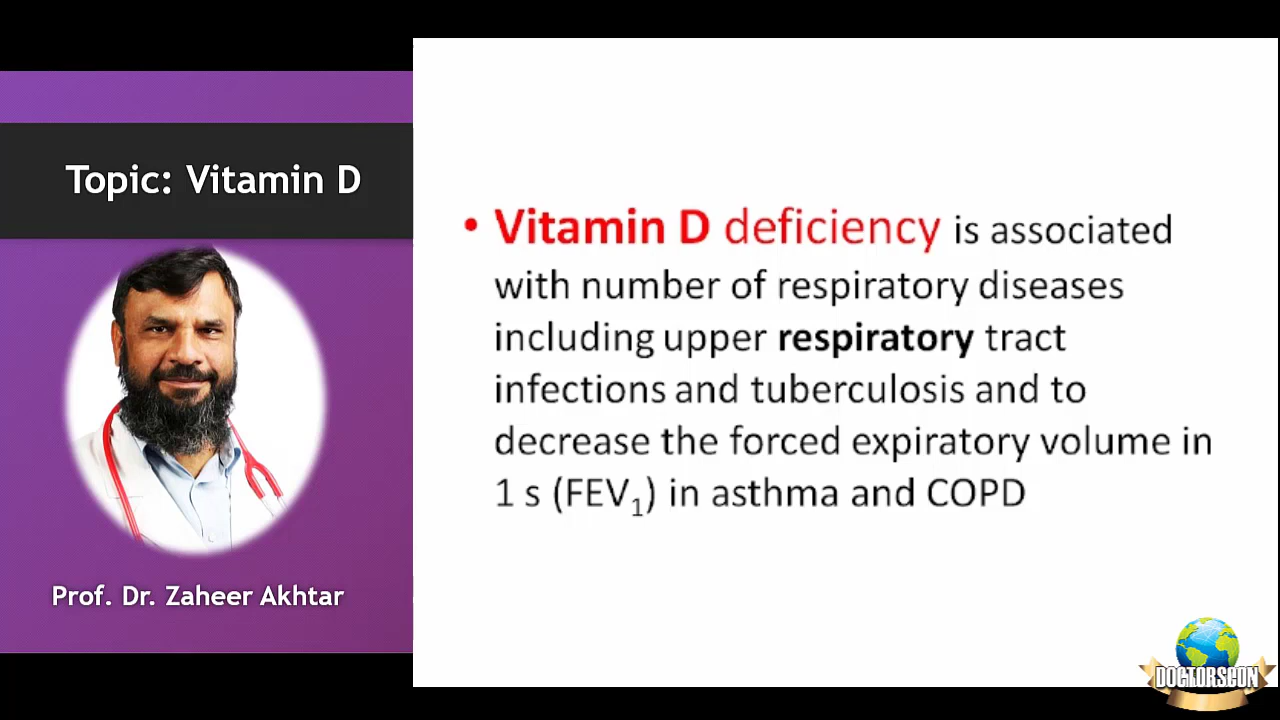 Topic: Vitamin D
Prof. Dr. Zaheer Akhtar
• Vitamin D deficiency is associated
with number of respiratory diseases
including upper respiratory tract
infections and tuberculosis and to
decrease the forced expiratory volume in
1 s (FEV₁) in asthma and COPD
DOCTORSCON